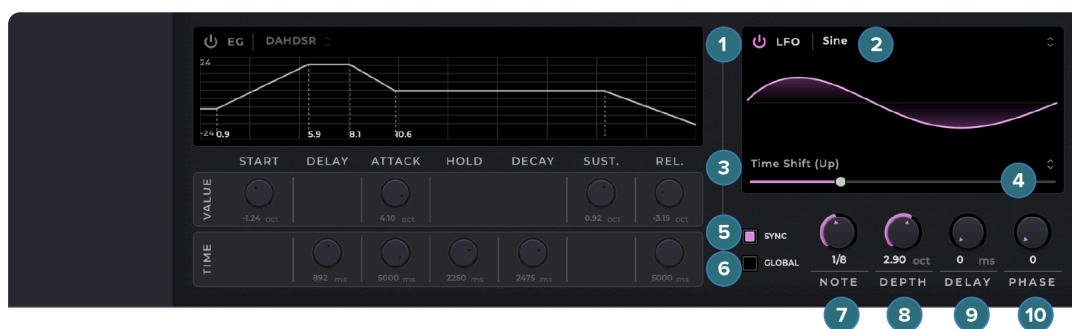 EG DAHDSR
24
-24 0.9 5.9 8.1 10.6
START DELAY ATTACK HOLD DECAY SUST. REL.
VALUE
-1.24 oct 4.10 oct 0.92 oct -3.15 oct
TIME
892 ms 5000 ms 2250 ms 2475 ms 5000 ms
1 LFO Sine 2
3 Time Shift (Up) 4
5 SYNC
6 GLOBAL
1/8 2.90 oct 0 ms 0
NOTE DEPTH DELAY PHASE
7 8 9 10